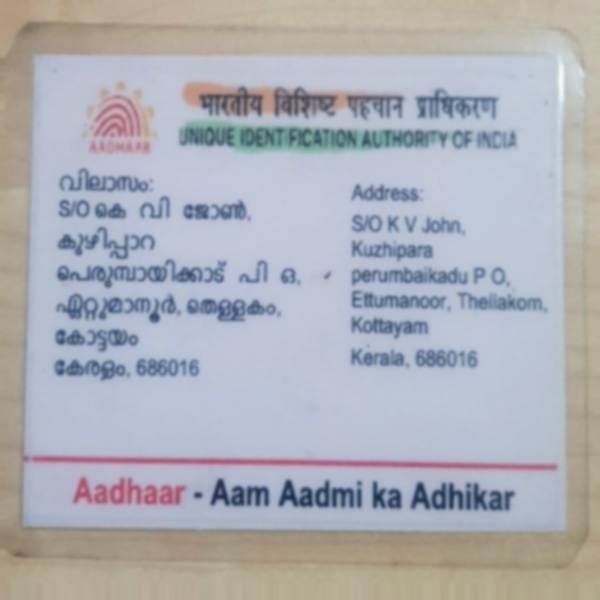 भारतीय विशिष्ट पहचान प्राधिकरण
UNIQUE IDENTIFICATION AUTHORITY OF INDIA
AADHAAR
വിലാസം:
S/O കെ വി ജോൺ,
കുഴിപ്പാറ
പെരുമ്പായിക്കാട് പി ഒ,
ഏറ്റുമാനൂർ, തെള്ളകം,
കോട്ടയം
കേരളം, 686016
Address:
S/O K V John,
Kuzhipara
perumbaikadu P O,
Ettumanoor, Thellakom,
Kottayam
Kerala, 686016
Aadhaar - Aam Aadmi ka Adhikar